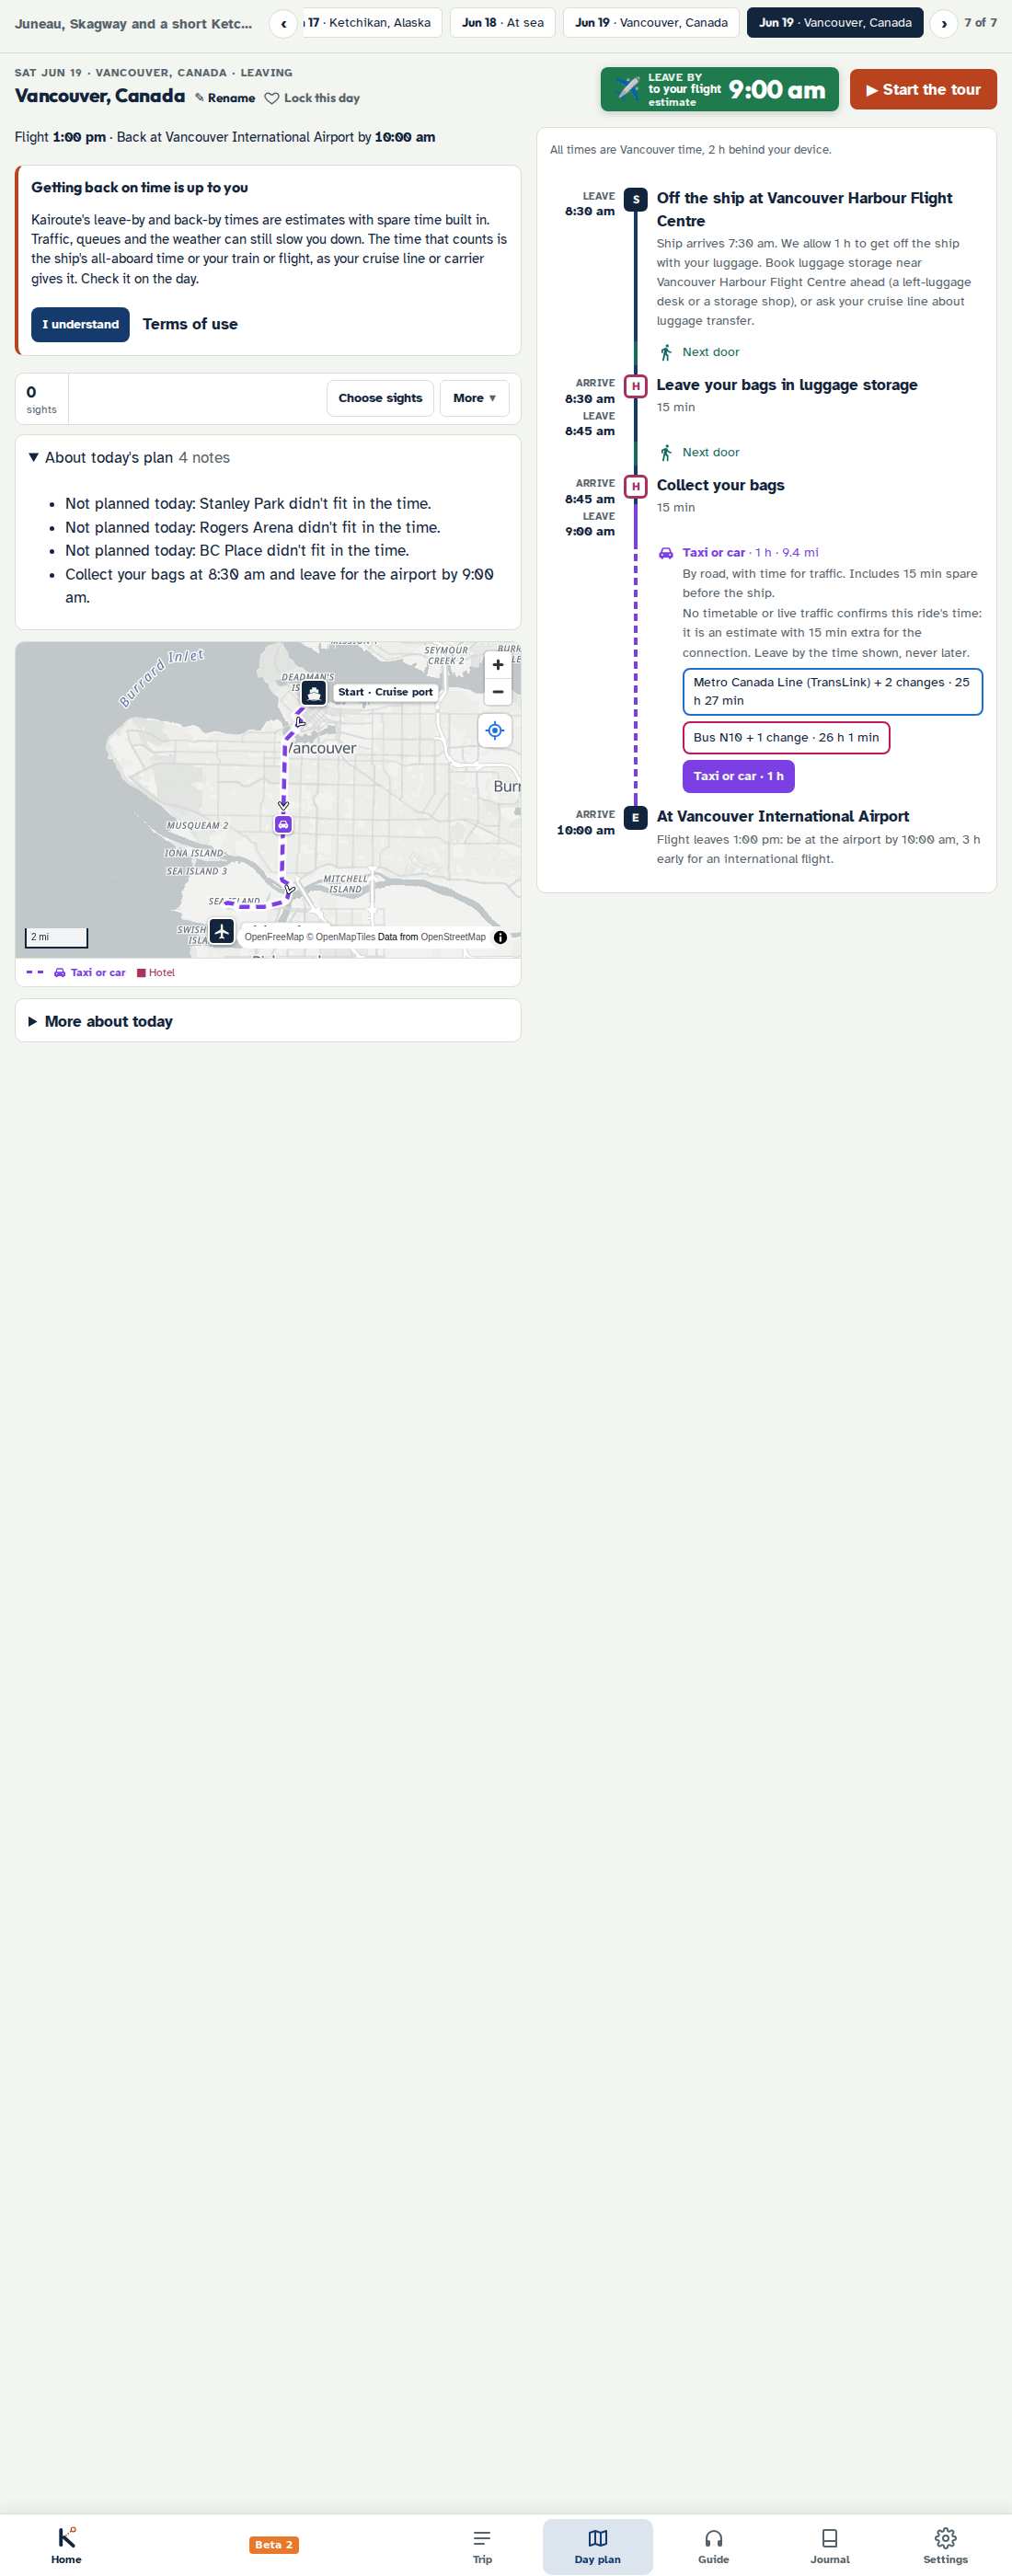 Juneau, Skagway and a short Ketc...
‹
17 · Ketchikan, Alaska
Jun 18 · At sea
Jun 19 · Vancouver, Canada
Jun 19 · Vancouver, Canada
›
7 of 7
SAT JUN 19 · VANCOUVER, CANADA · LEAVING
Vancouver, Canada
✎ Rename
Lock this day
LEAVE BY
to your flight
estimate
9:00 am
▶ Start the tour
Flight 1:00 pm · Back at Vancouver International Airport by 10:00 am
Getting back on time is up to you
Kairoute's leave-by and back-by times are estimates with spare time built in.
Traffic, queues and the weather can still slow you down. The time that counts is
the ship's all-aboard time or your train or flight, as your cruise line or carrier
gives it. Check it on the day.
I understand
Terms of use
0
sights
Choose sights
More ▼
▼ About today's plan 4 notes
• Not planned today: Stanley Park didn't fit in the time.
• Not planned today: Rogers Arena didn't fit in the time.
• Not planned today: BC Place didn't fit in the time.
• Collect your bags at 8:30 am and leave for the airport by 9:00
am.
Burrard Inlet
SEYMOUR
CREEK 2
DEADMAN'S
Start · Cruise port
Vancouver
MUSQUEAM 2
IONA ISLAND
SEA ISLAND 3
MITCHELL
ISLAND
SEA ISLAND
+
−
2 mi
OpenFreeMap © OpenMapTiles Data from OpenStreetMap
Taxi or car
Hotel
▶ More about today
All times are Vancouver time, 2 h behind your device.
LEAVE
8:30 am
S
Off the ship at Vancouver Harbour Flight
Centre
Ship arrives 7:30 am. We allow 1 h to get off the ship
with your luggage. Book luggage storage near
Vancouver Harbour Flight Centre ahead (a left-luggage
desk or a storage shop), or ask your cruise line about
luggage transfer.
Next door
ARRIVE
8:30 am
LEAVE
8:45 am
H
Leave your bags in luggage storage
15 min
Next door
ARRIVE
8:45 am
LEAVE
9:00 am
H
Collect your bags
15 min
Taxi or car · 1 h · 9.4 mi
By road, with time for traffic. Includes 15 min spare
before the ship.
No timetable or live traffic confirms this ride's time:
it is an estimate with 15 min extra for the
connection. Leave by the time shown, never later.
Metro Canada Line (TransLink) + 2 changes · 25
h 27 min
Bus N10 + 1 change · 26 h 1 min
Taxi or car · 1 h
ARRIVE
10:00 am
E
At Vancouver International Airport
Flight leaves 1:00 pm: be at the airport by 10:00 am, 3 h
early for an international flight.
Home
Beta 2
Trip
Day plan
Guide
Journal
Settings